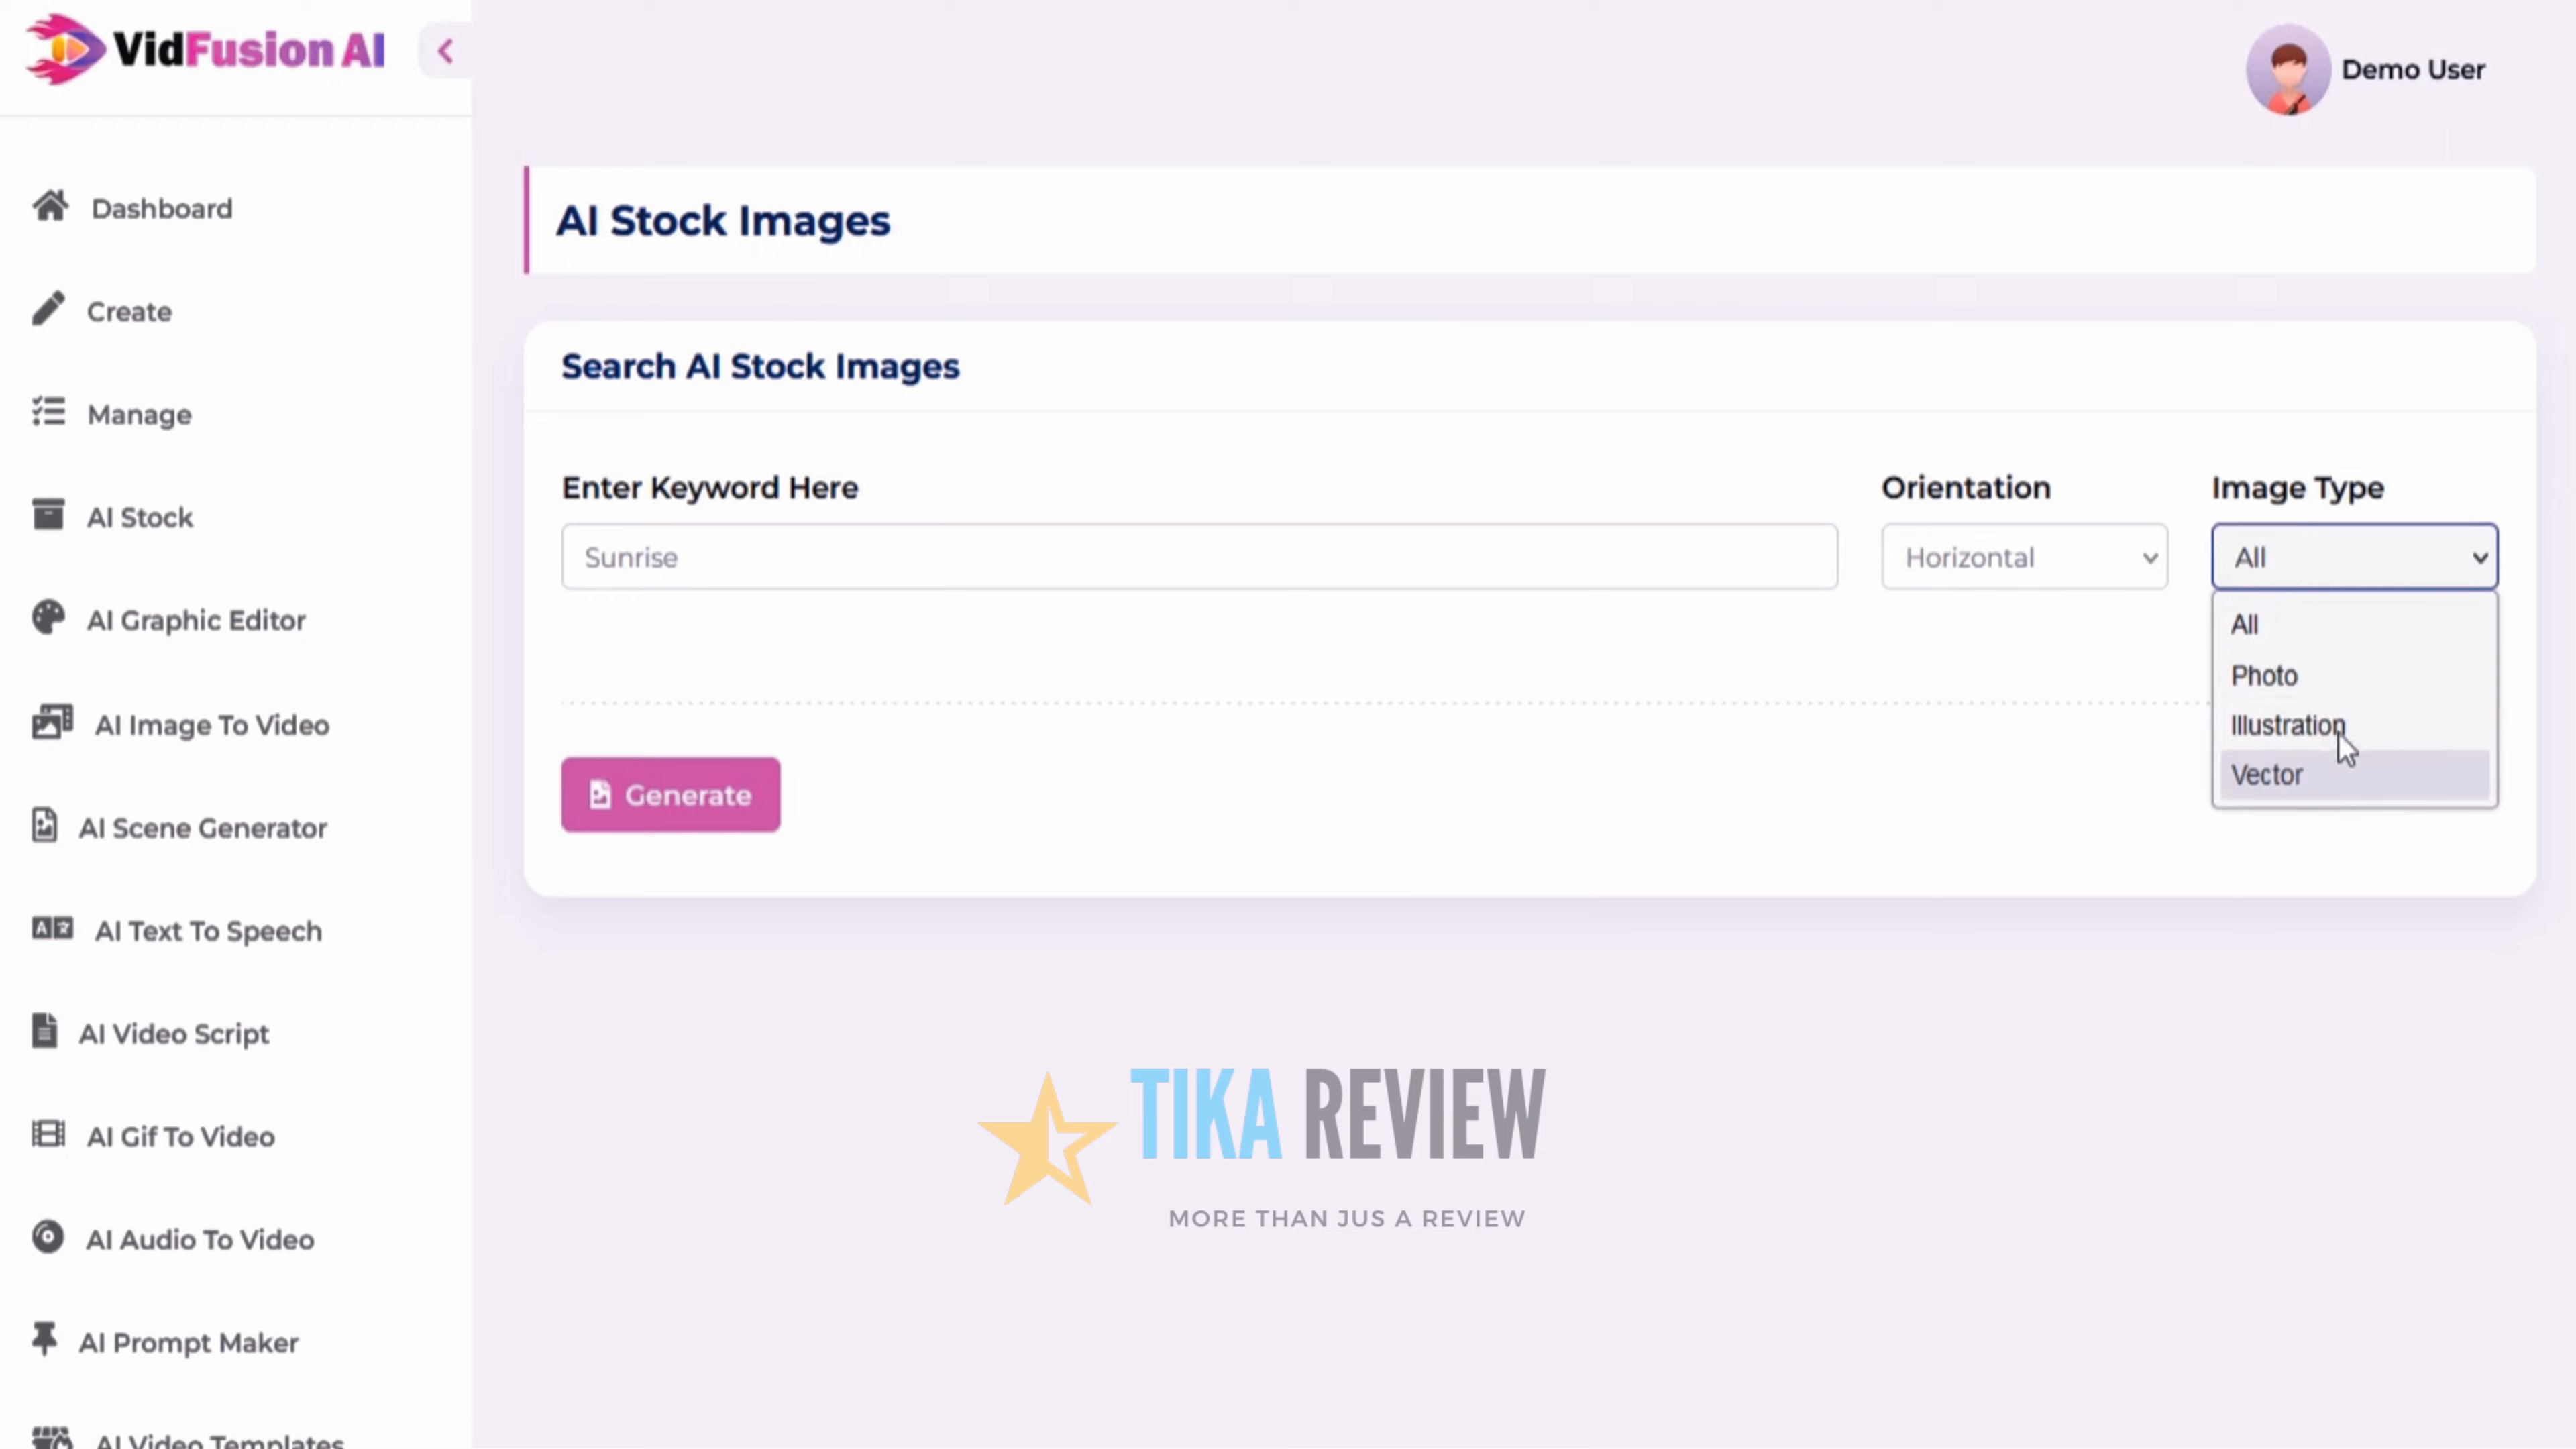 VidFusion AI
Demo User
Dashboard
Create
Manage
AI Stock
AI Graphic Editor
AI Image To Video
AI Scene Generator
AI Text To Speech
AI Video Script
AI Gif To Video
AI Audio To Video
AI Prompt Maker
AI Video Templates
AI Stock Images
Search AI Stock Images
Enter Keyword Here
Sunrise
Orientation
Horizontal
Image Type
All
All
Photo
Illustration
Vector
Generate
TIKA REVIEW
MORE THAN JUS A REVIEW